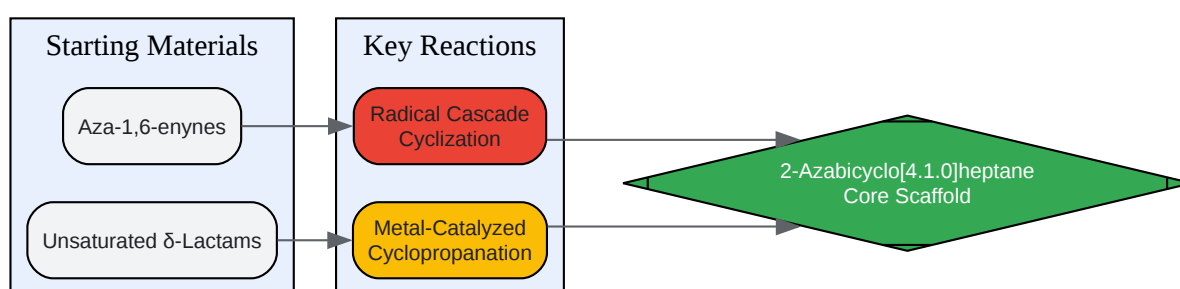 Starting Materials
Key Reactions
Aza-1,6-enynes
Radical Cascade
Cyclization
2-Azabicyclo[4.1.0]heptane
Core Scaffold
Unsaturated δ-Lactams
Metal-Catalyzed
Cyclopropanation